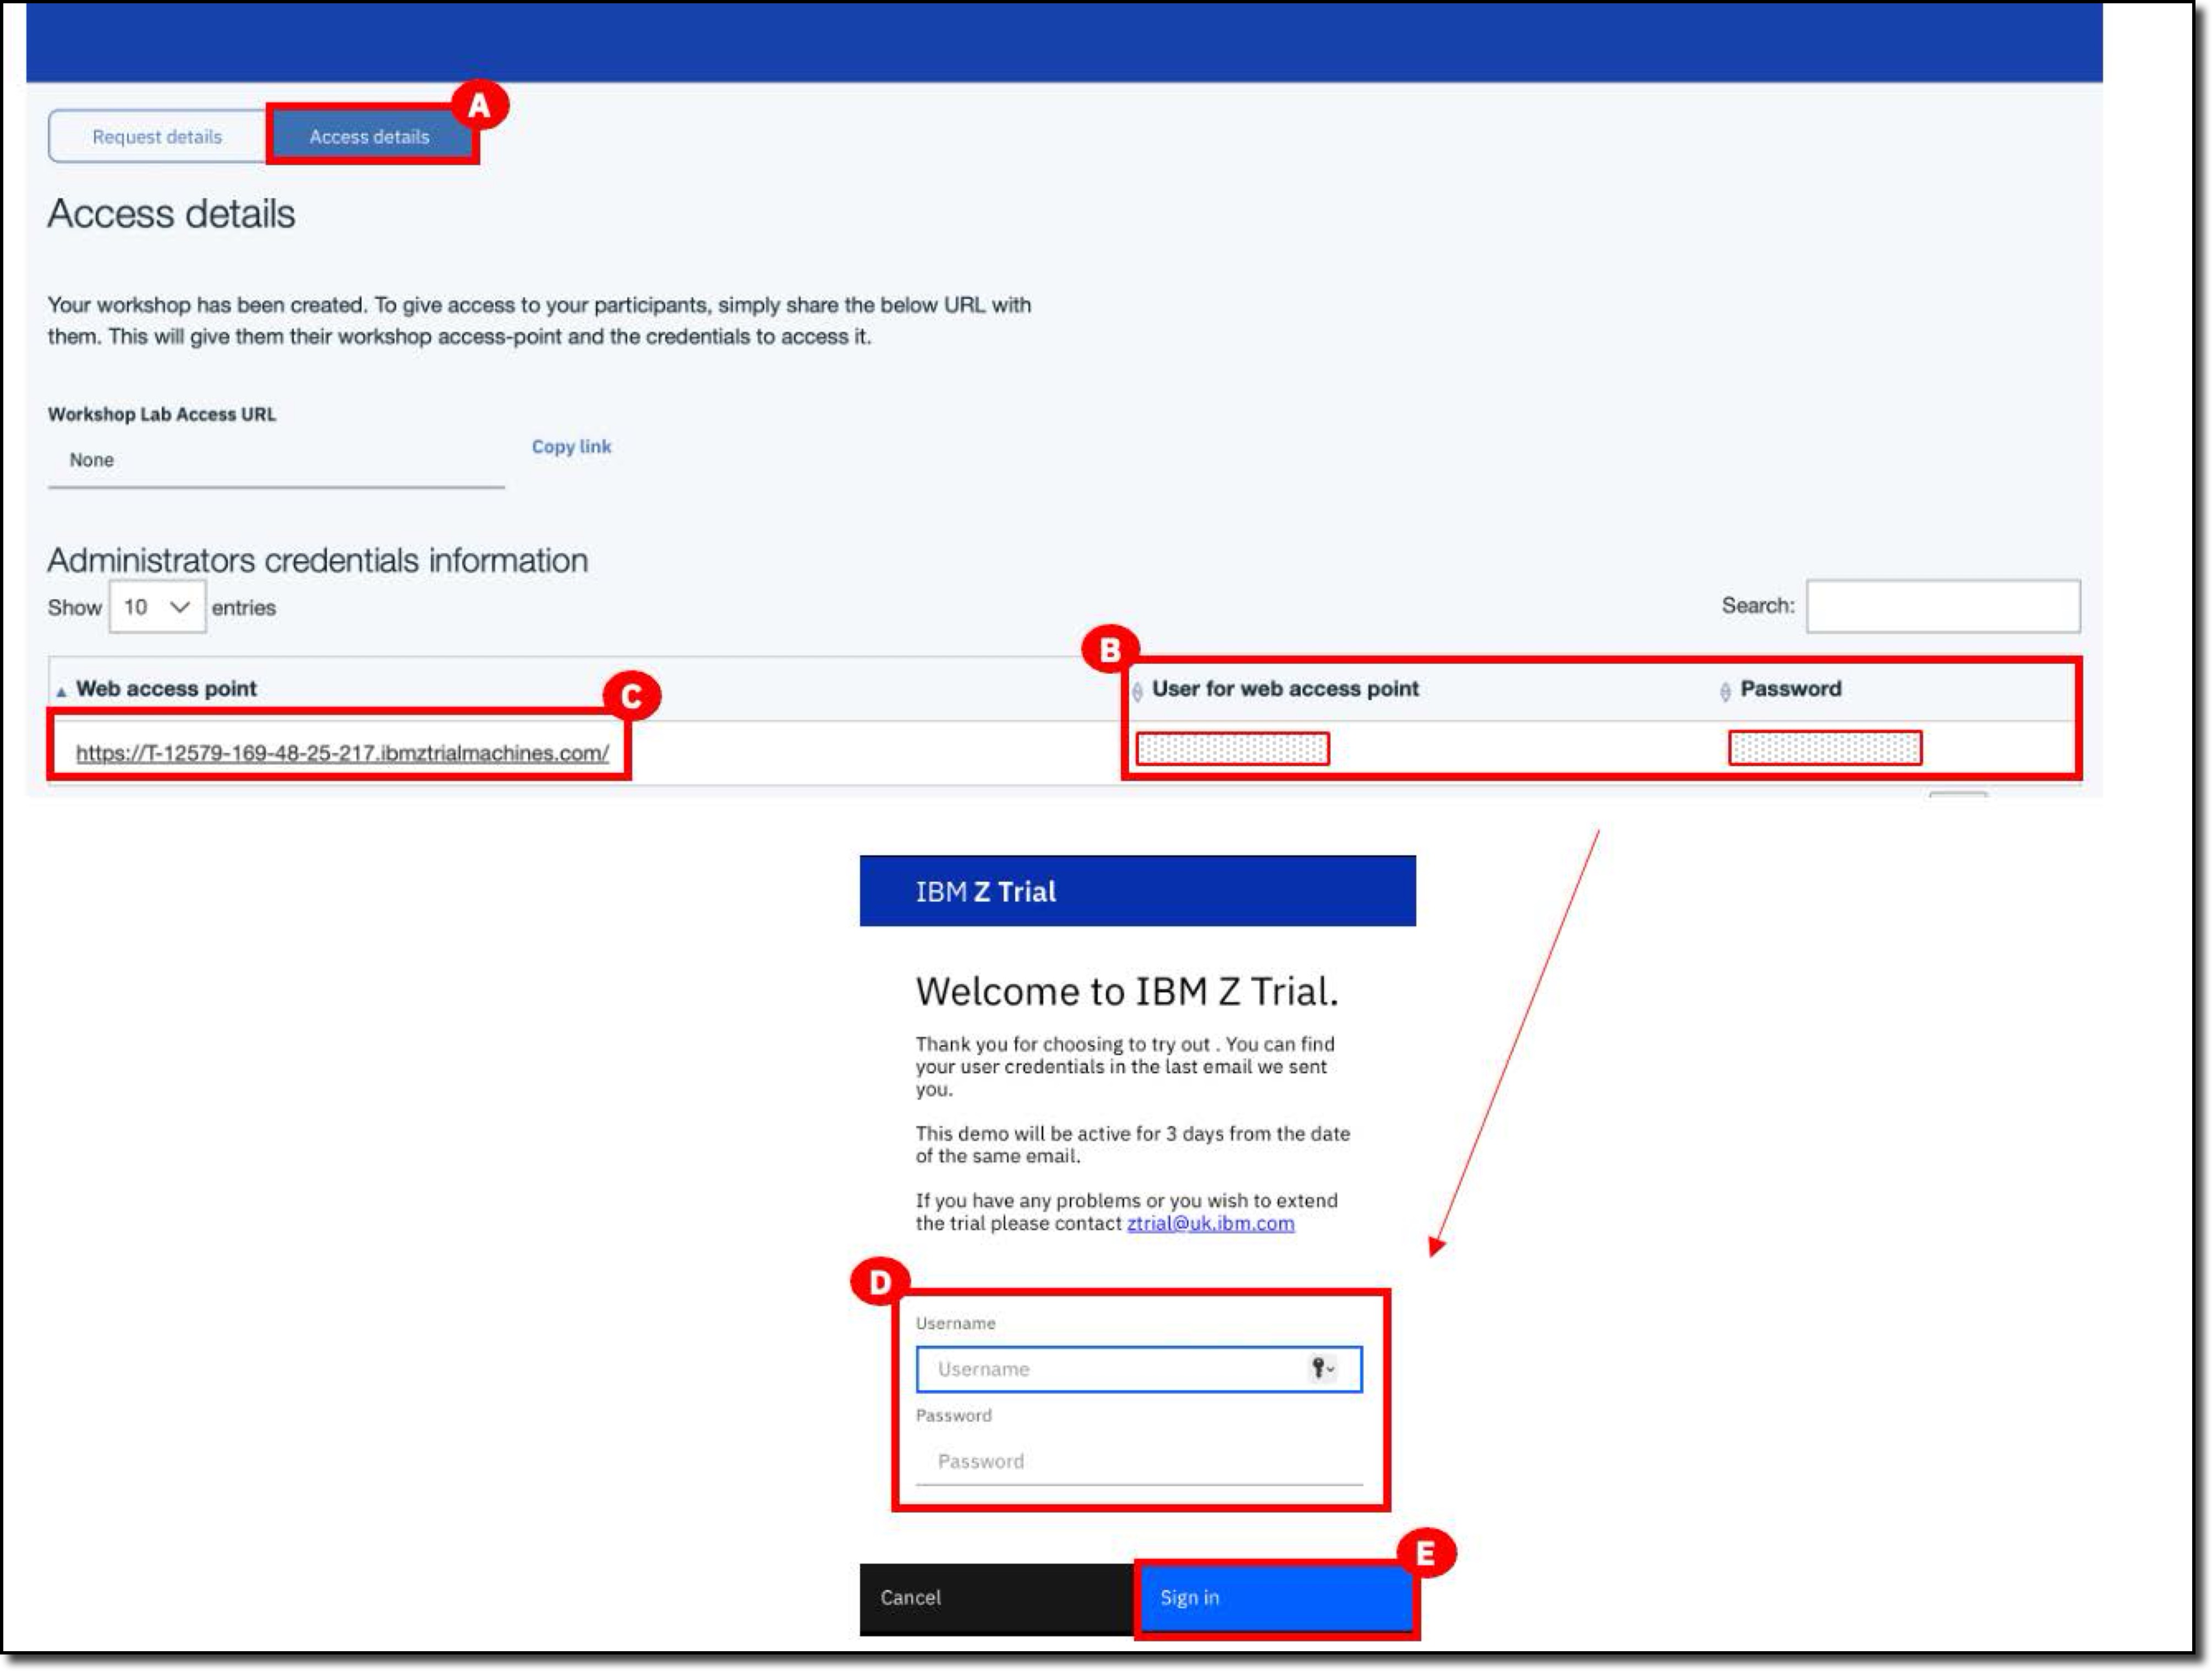 A
Request details
Access details
Access details
Your workshop has been created. To give access to your participants, simply share the below URL with
them. This will give them their workshop access-point and the credentials to access it.
Workshop Lab Access URL
None
Copy link
Administrators credentials information
Show 10 entries
Search:
B
Web access point
C
User for web access point
Password
https://T-12579-169-48-25-217.ibmztrialmachines.com/
IBM Z Trial
Welcome to IBM Z Trial.
Thank you for choosing to try out . You can find
your user credentials in the last email we sent
you.
This demo will be active for 3 days from the date
of the same email.
If you have any problems or you wish to extend
the trial please contact ztrial@uk.ibm.com
D
Username
Username
Password
Password
E
Cancel
Sign in